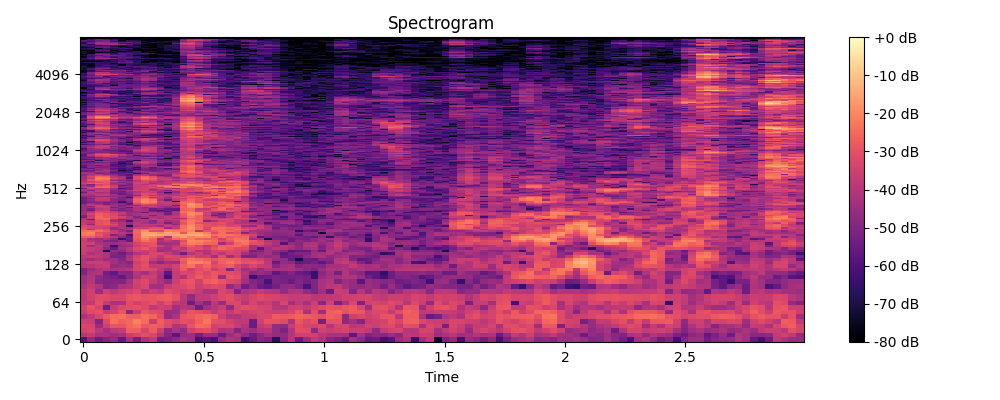 Spectrogram
+0 dB
4096
-10 dB
2048
-20 dB
1024
-30 dB
Hz
512
-40 dB
256
-50 dB
128
-60 dB
64
-70 dB
0
-80 dB
0 0.5 1 1.5 2 2.5
Time